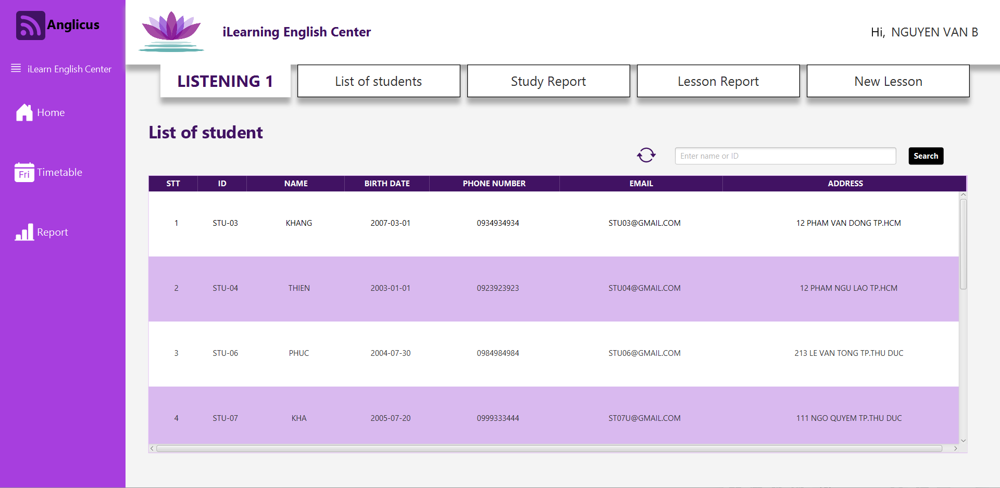 Anglicus
iLearn English Center
Home
Fri
Timetable
Report
iLearning English Center
Hi, NGUYEN VAN B
LISTENING 1
List of students
Study Report
Lesson Report
New Lesson
List of student
Enter name or ID
Search
STT ID NAME BIRTH DATE PHONE NUMBER EMAIL ADDRESS
1 STU-03 KHANG 2007-03-01 0934934934 STU03@GMAIL.COM 12 PHAM VAN DONG TP.HCM
2 STU-04 THIEN 2003-01-01 0923923923 STU04@GMAIL.COM 12 PHAM NGU LAO TP.HCM
3 STU-06 PHUC 2004-07-30 0984984984 STU06@GMAIL.COM 213 LE VAN TONG TP.THU DUC
4 STU-07 KHA 2005-07-20 0999333444 ST07U@GMAIL.COM 111 NGO QUYEM TP.THU DUC